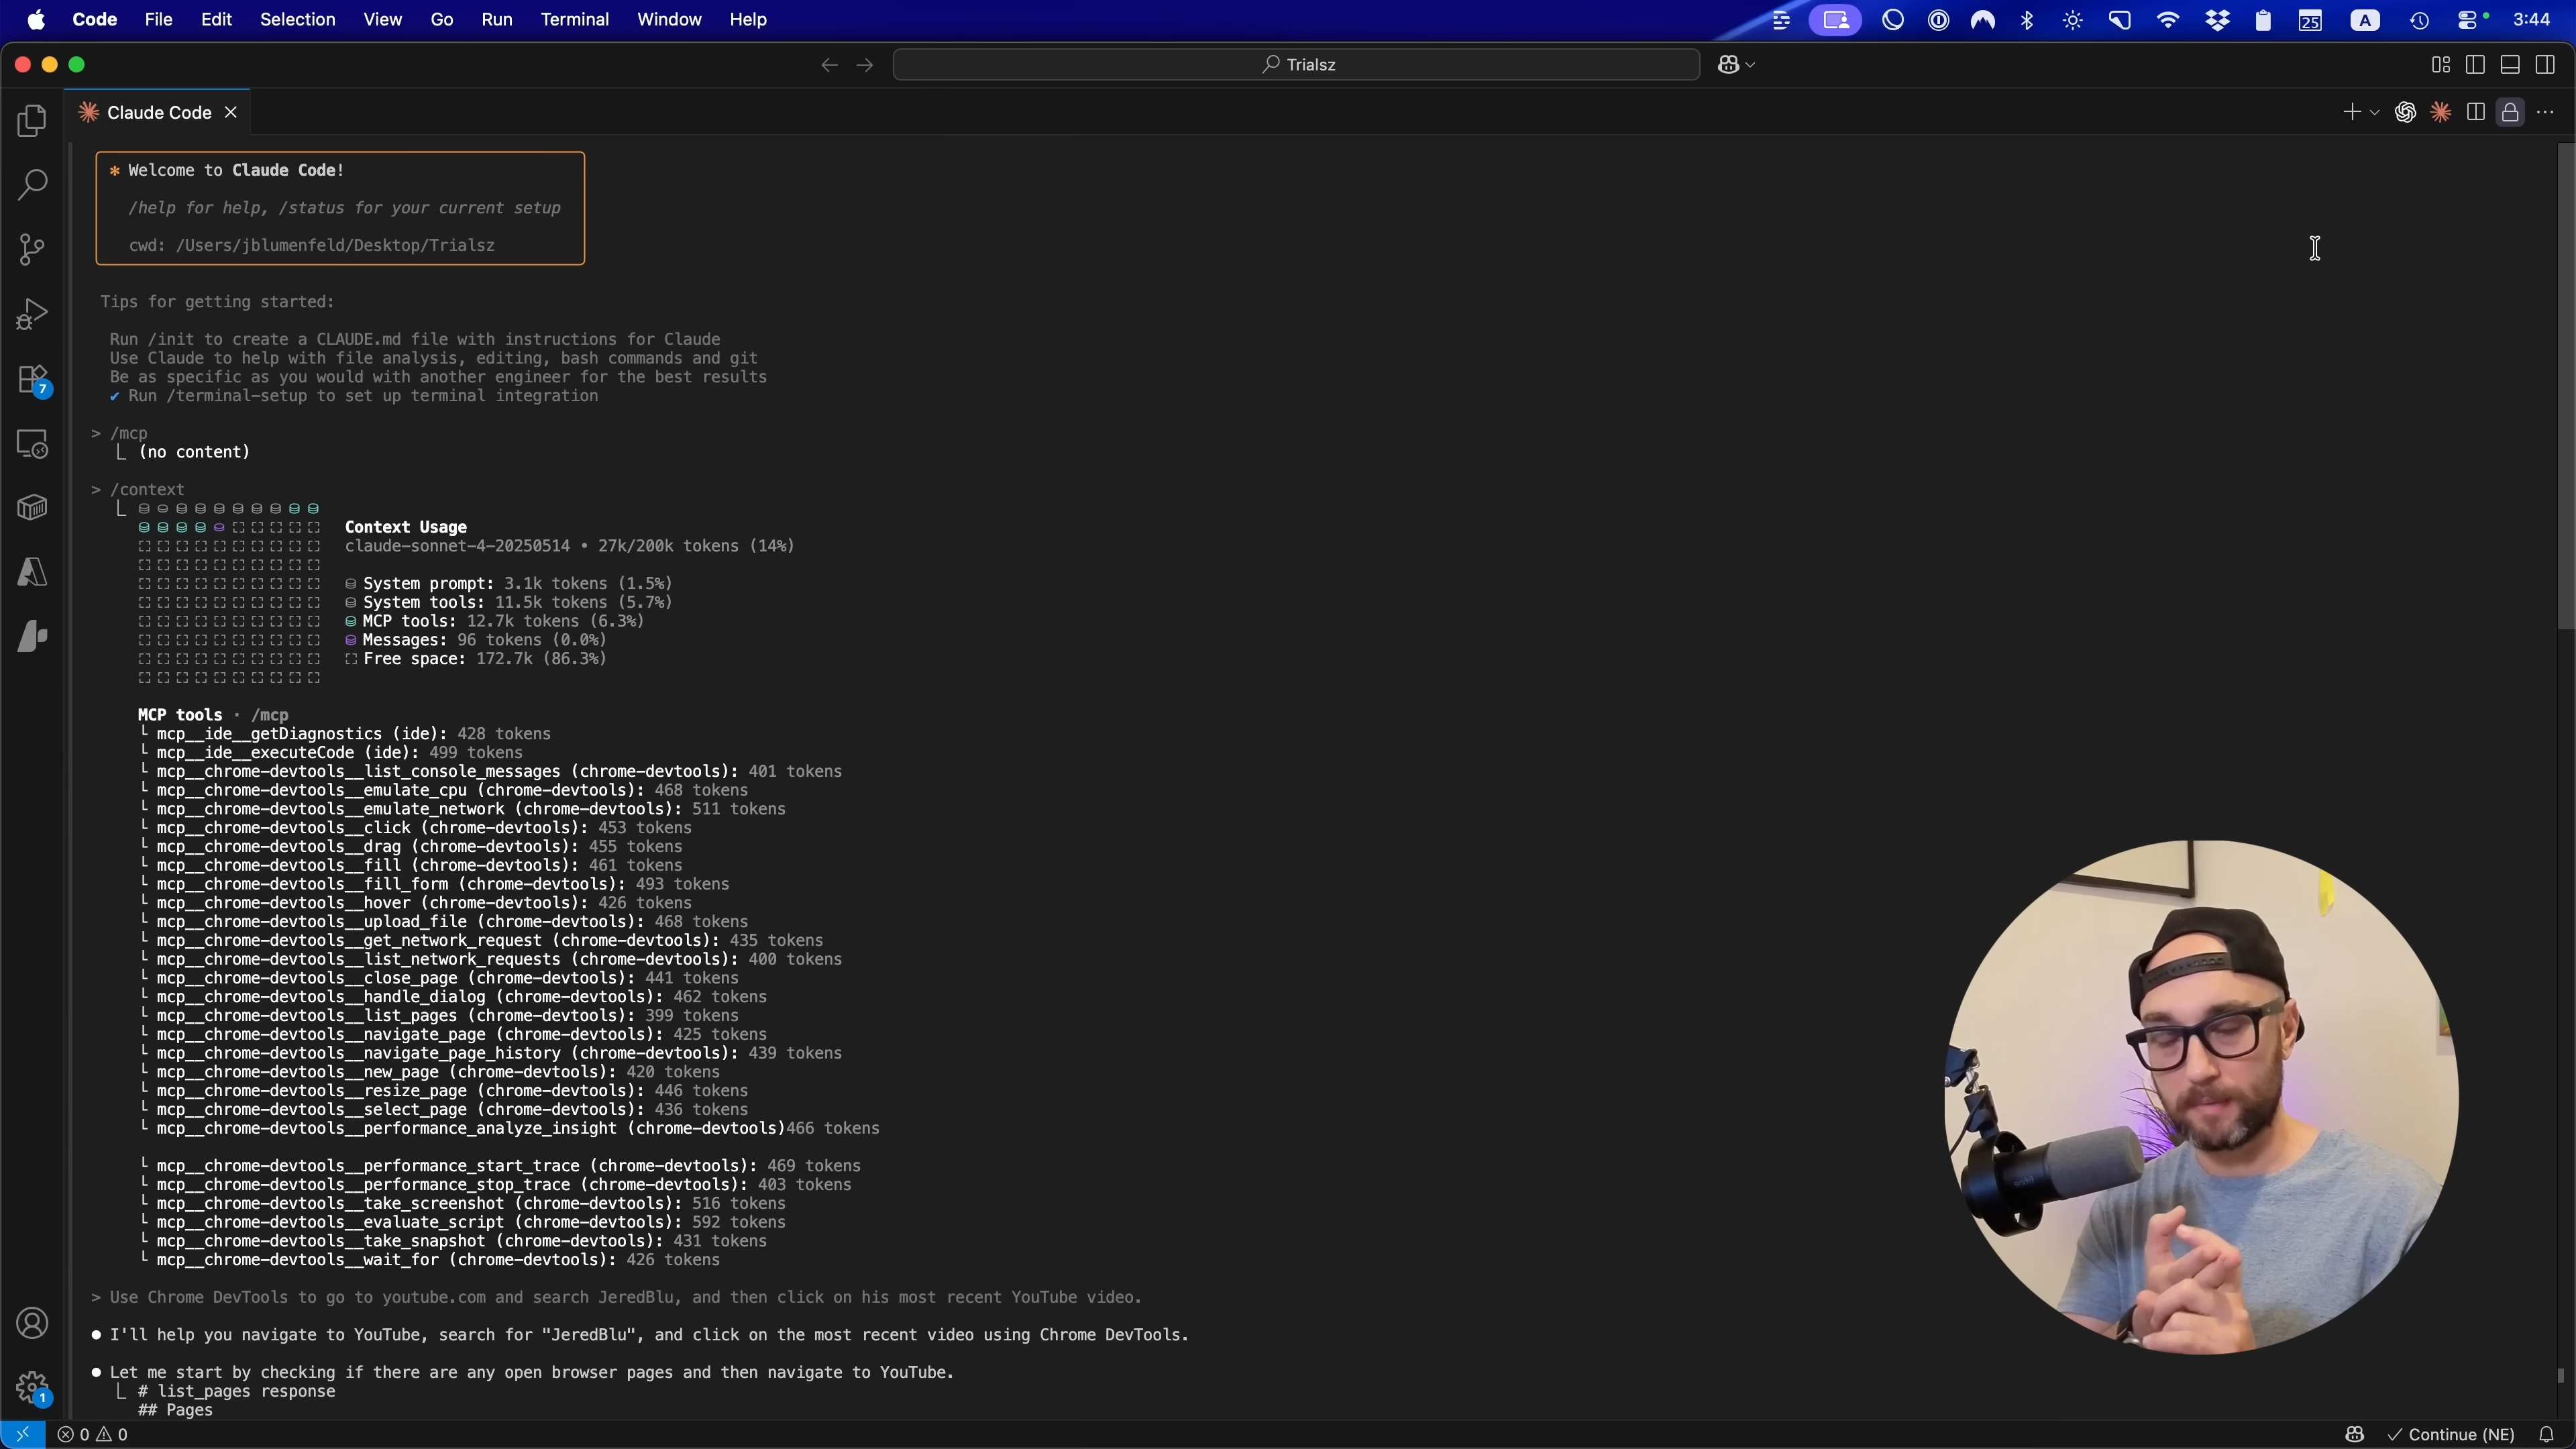 Code File Edit Selection View Go Run Terminal Window Help 25 A 3:44
Trialsz
Claude Code
* Welcome to Claude Code!
/help for help, /status for your current setup
cwd: /Users/jblumenfeld/Desktop/Trialsz
Tips for getting started:
Run /init to create a CLAUDE.md file with instructions for Claude
Use Claude to help with file analysis, editing, bash commands and git
Be as specific as you would with another engineer for the best results
✔ Run /terminal-setup to set up terminal integration
7
> /mcp
└ (no content)
> /context
Context Usage
claude-sonnet-4-20250514 • 27k/200k tokens (14%)
System prompt: 3.1k tokens (1.5%)
System tools: 11.5k tokens (5.7%)
MCP tools: 12.7k tokens (6.3%)
Messages: 96 tokens (0.0%)
Free space: 172.7k (86.3%)
MCP tools · /mcp
└ mcp__ide__getDiagnostics (ide): 428 tokens
└ mcp__ide__executeCode (ide): 499 tokens
└ mcp__chrome-devtools__list_console_messages (chrome-devtools): 401 tokens
└ mcp__chrome-devtools__emulate_cpu (chrome-devtools): 468 tokens
└ mcp__chrome-devtools__emulate_network (chrome-devtools): 511 tokens
└ mcp__chrome-devtools__click (chrome-devtools): 453 tokens
└ mcp__chrome-devtools__drag (chrome-devtools): 455 tokens
└ mcp__chrome-devtools__fill (chrome-devtools): 461 tokens
└ mcp__chrome-devtools__fill_form (chrome-devtools): 493 tokens
└ mcp__chrome-devtools__hover (chrome-devtools): 426 tokens
└ mcp__chrome-devtools__upload_file (chrome-devtools): 468 tokens
└ mcp__chrome-devtools__get_network_request (chrome-devtools): 435 tokens
└ mcp__chrome-devtools__list_network_requests (chrome-devtools): 400 tokens
└ mcp__chrome-devtools__close_page (chrome-devtools): 441 tokens
└ mcp__chrome-devtools__handle_dialog (chrome-devtools): 462 tokens
└ mcp__chrome-devtools__list_pages (chrome-devtools): 399 tokens
└ mcp__chrome-devtools__navigate_page (chrome-devtools): 425 tokens
└ mcp__chrome-devtools__navigate_page_history (chrome-devtools): 439 tokens
└ mcp__chrome-devtools__new_page (chrome-devtools): 420 tokens
└ mcp__chrome-devtools__resize_page (chrome-devtools): 446 tokens
└ mcp__chrome-devtools__select_page (chrome-devtools): 436 tokens
└ mcp__chrome-devtools__performance_analyze_insight (chrome-devtools)466 tokens
└ mcp__chrome-devtools__performance_start_trace (chrome-devtools): 469 tokens
└ mcp__chrome-devtools__performance_stop_trace (chrome-devtools): 403 tokens
└ mcp__chrome-devtools__take_screenshot (chrome-devtools): 516 tokens
└ mcp__chrome-devtools__evaluate_script (chrome-devtools): 592 tokens
└ mcp__chrome-devtools__take_snapshot (chrome-devtools): 431 tokens
└ mcp__chrome-devtools__wait_for (chrome-devtools): 426 tokens
> Use Chrome DevTools to go to youtube.com and search JeredBlu, and then click on his most recent YouTube video.
● I'll help you navigate to YouTube, search for "JeredBlu", and click on the most recent video using Chrome DevTools.
● Let me start by checking if there are any open browser pages and then navigate to YouTube.
└ # list_pages response
## Pages
1
0 0
Continue (NE)